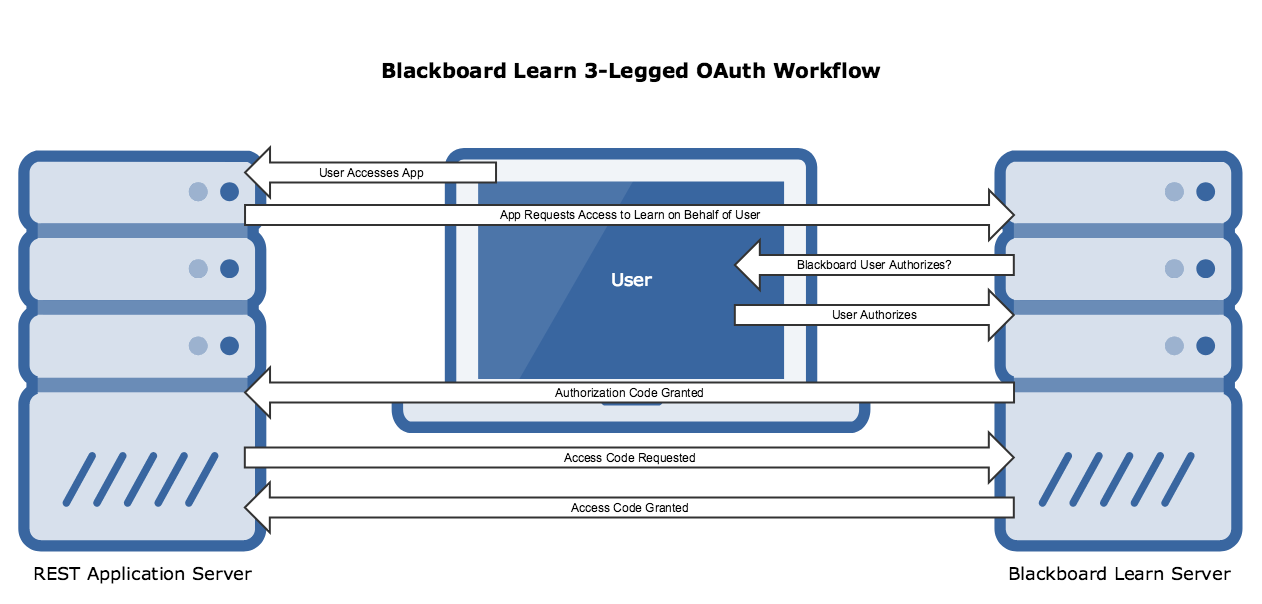 Blackboard Learn 3-Legged OAuth Workflow
User Accesses App
App Requests Access to Learn on Behalf of User
Blackboard User Authorizes?
User
User Authorizes
Authorization Code Granted
Access Code Requested
Access Code Granted
REST Application Server
Blackboard Learn Server